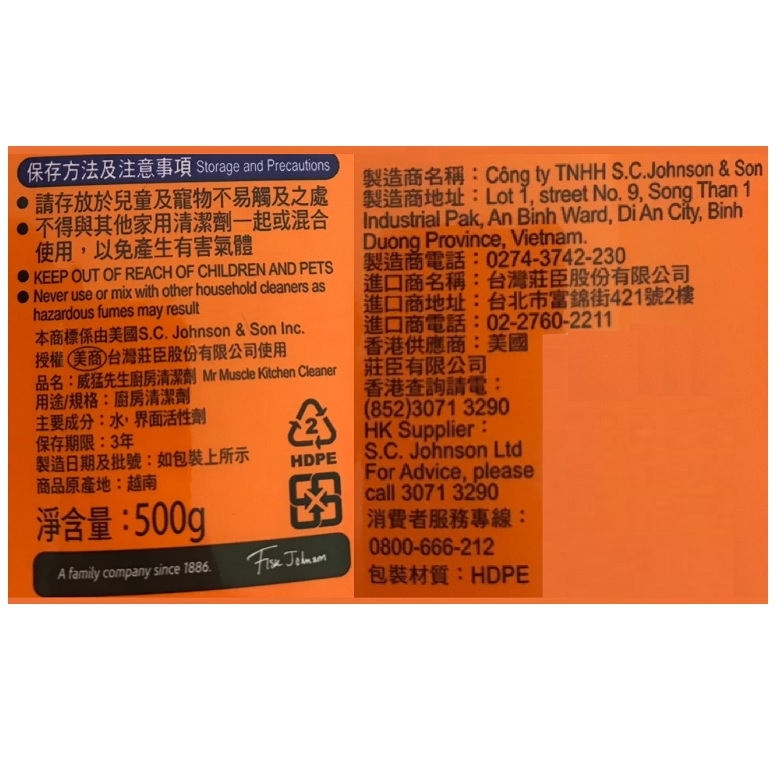 保存方法及注意事項 Storage and Precautions
● 請存放於兒童及寵物不易觸及之處
● 不得與其他家用清潔劑一起或混合
使用，以免產生有害氣體
● KEEP OUT OF REACH OF CHILDREN AND PETS
● Never use or mix with other household cleaners as
hazardous fumes may result
本商標係由美國S.C. Johnson & Son Inc.
授權 美商 台灣莊臣股份有限公司使用
品名：威猛先生廚房清潔劑 Mr Muscle Kitchen Cleaner
用途/規格：廚房清潔劑
主要成分：水, 界面活性劑
保存期限：3年
製造日期及批號：如包裝上所示
商品原產地：越南
淨含量：500g
2
HDPE
A family company since 1886.
Fisk Johnson
製造商名稱：Công ty TNHH S.C.Johnson & Son
製造商地址：Lot 1, street No. 9, Song Than 1
Industrial Pak, An Binh Ward, Di An City, Binh
Duong Province, Vietnam.
製造商電話：0274-3742-230
進口商名稱：台灣莊臣股份有限公司
進口商地址：台北市富錦街421號2樓
進口商電話：02-2760-2211
香港供應商：美國
莊臣有限公司
香港查詢請電：
(852)3071 3290
HK Supplier：
S.C. Johnson Ltd
For Advice, please
call 3071 3290
消費者服務專線：
0800-666-212
包裝材質：HDPE